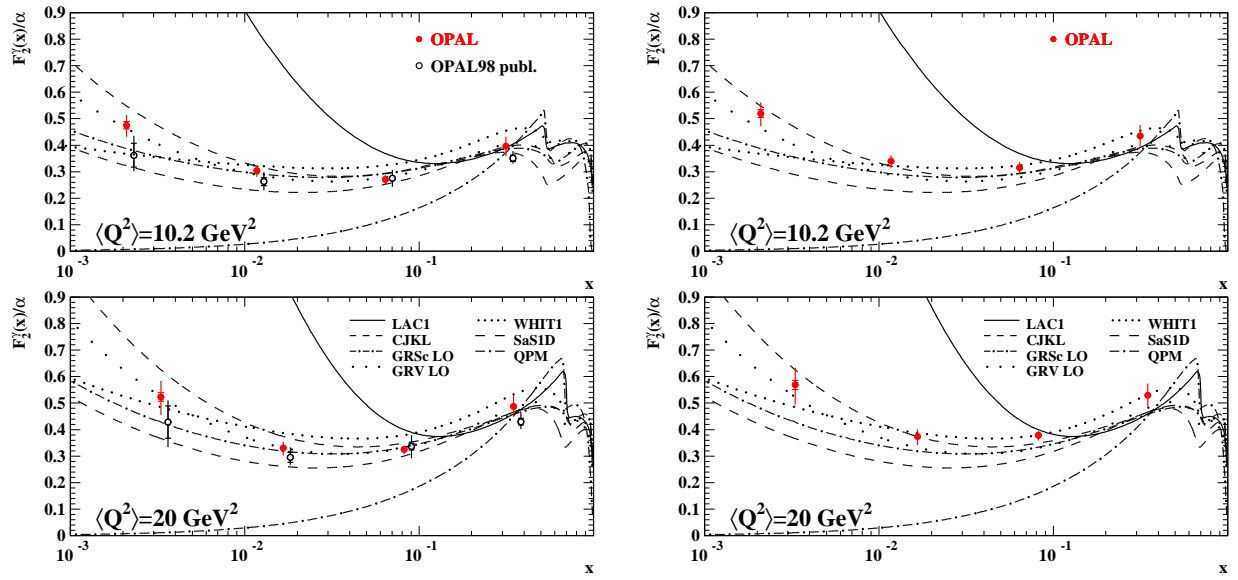 F₂^γ(x)/α
0.9
0.8
0.7
0.6
0.5
0.4
0.3
0.2
0.1
0
OPAL
OPAL98 publ.
⟨Q²⟩=10.2 GeV²
10⁻³ 10⁻² 10⁻¹
x
F₂^γ(x)/α
0.9
0.8
0.7
0.6
0.5
0.4
0.3
0.2
0.1
0
OPAL
⟨Q²⟩=10.2 GeV²
10⁻³ 10⁻² 10⁻¹
x
F₂^γ(x)/α
0.9
0.8
0.7
0.6
0.5
0.4
0.3
0.2
0.1
0
LAC1 WHIT1
CJKL SaS1D
GRSc LO QPM
GRV LO
⟨Q²⟩=20 GeV²
10⁻³ 10⁻² 10⁻¹
x
F₂^γ(x)/α
0.9
0.8
0.7
0.6
0.5
0.4
0.3
0.2
0.1
0
LAC1 WHIT1
CJKL SaS1D
GRSc LO QPM
GRV LO
⟨Q²⟩=20 GeV²
10⁻³ 10⁻² 10⁻¹
x